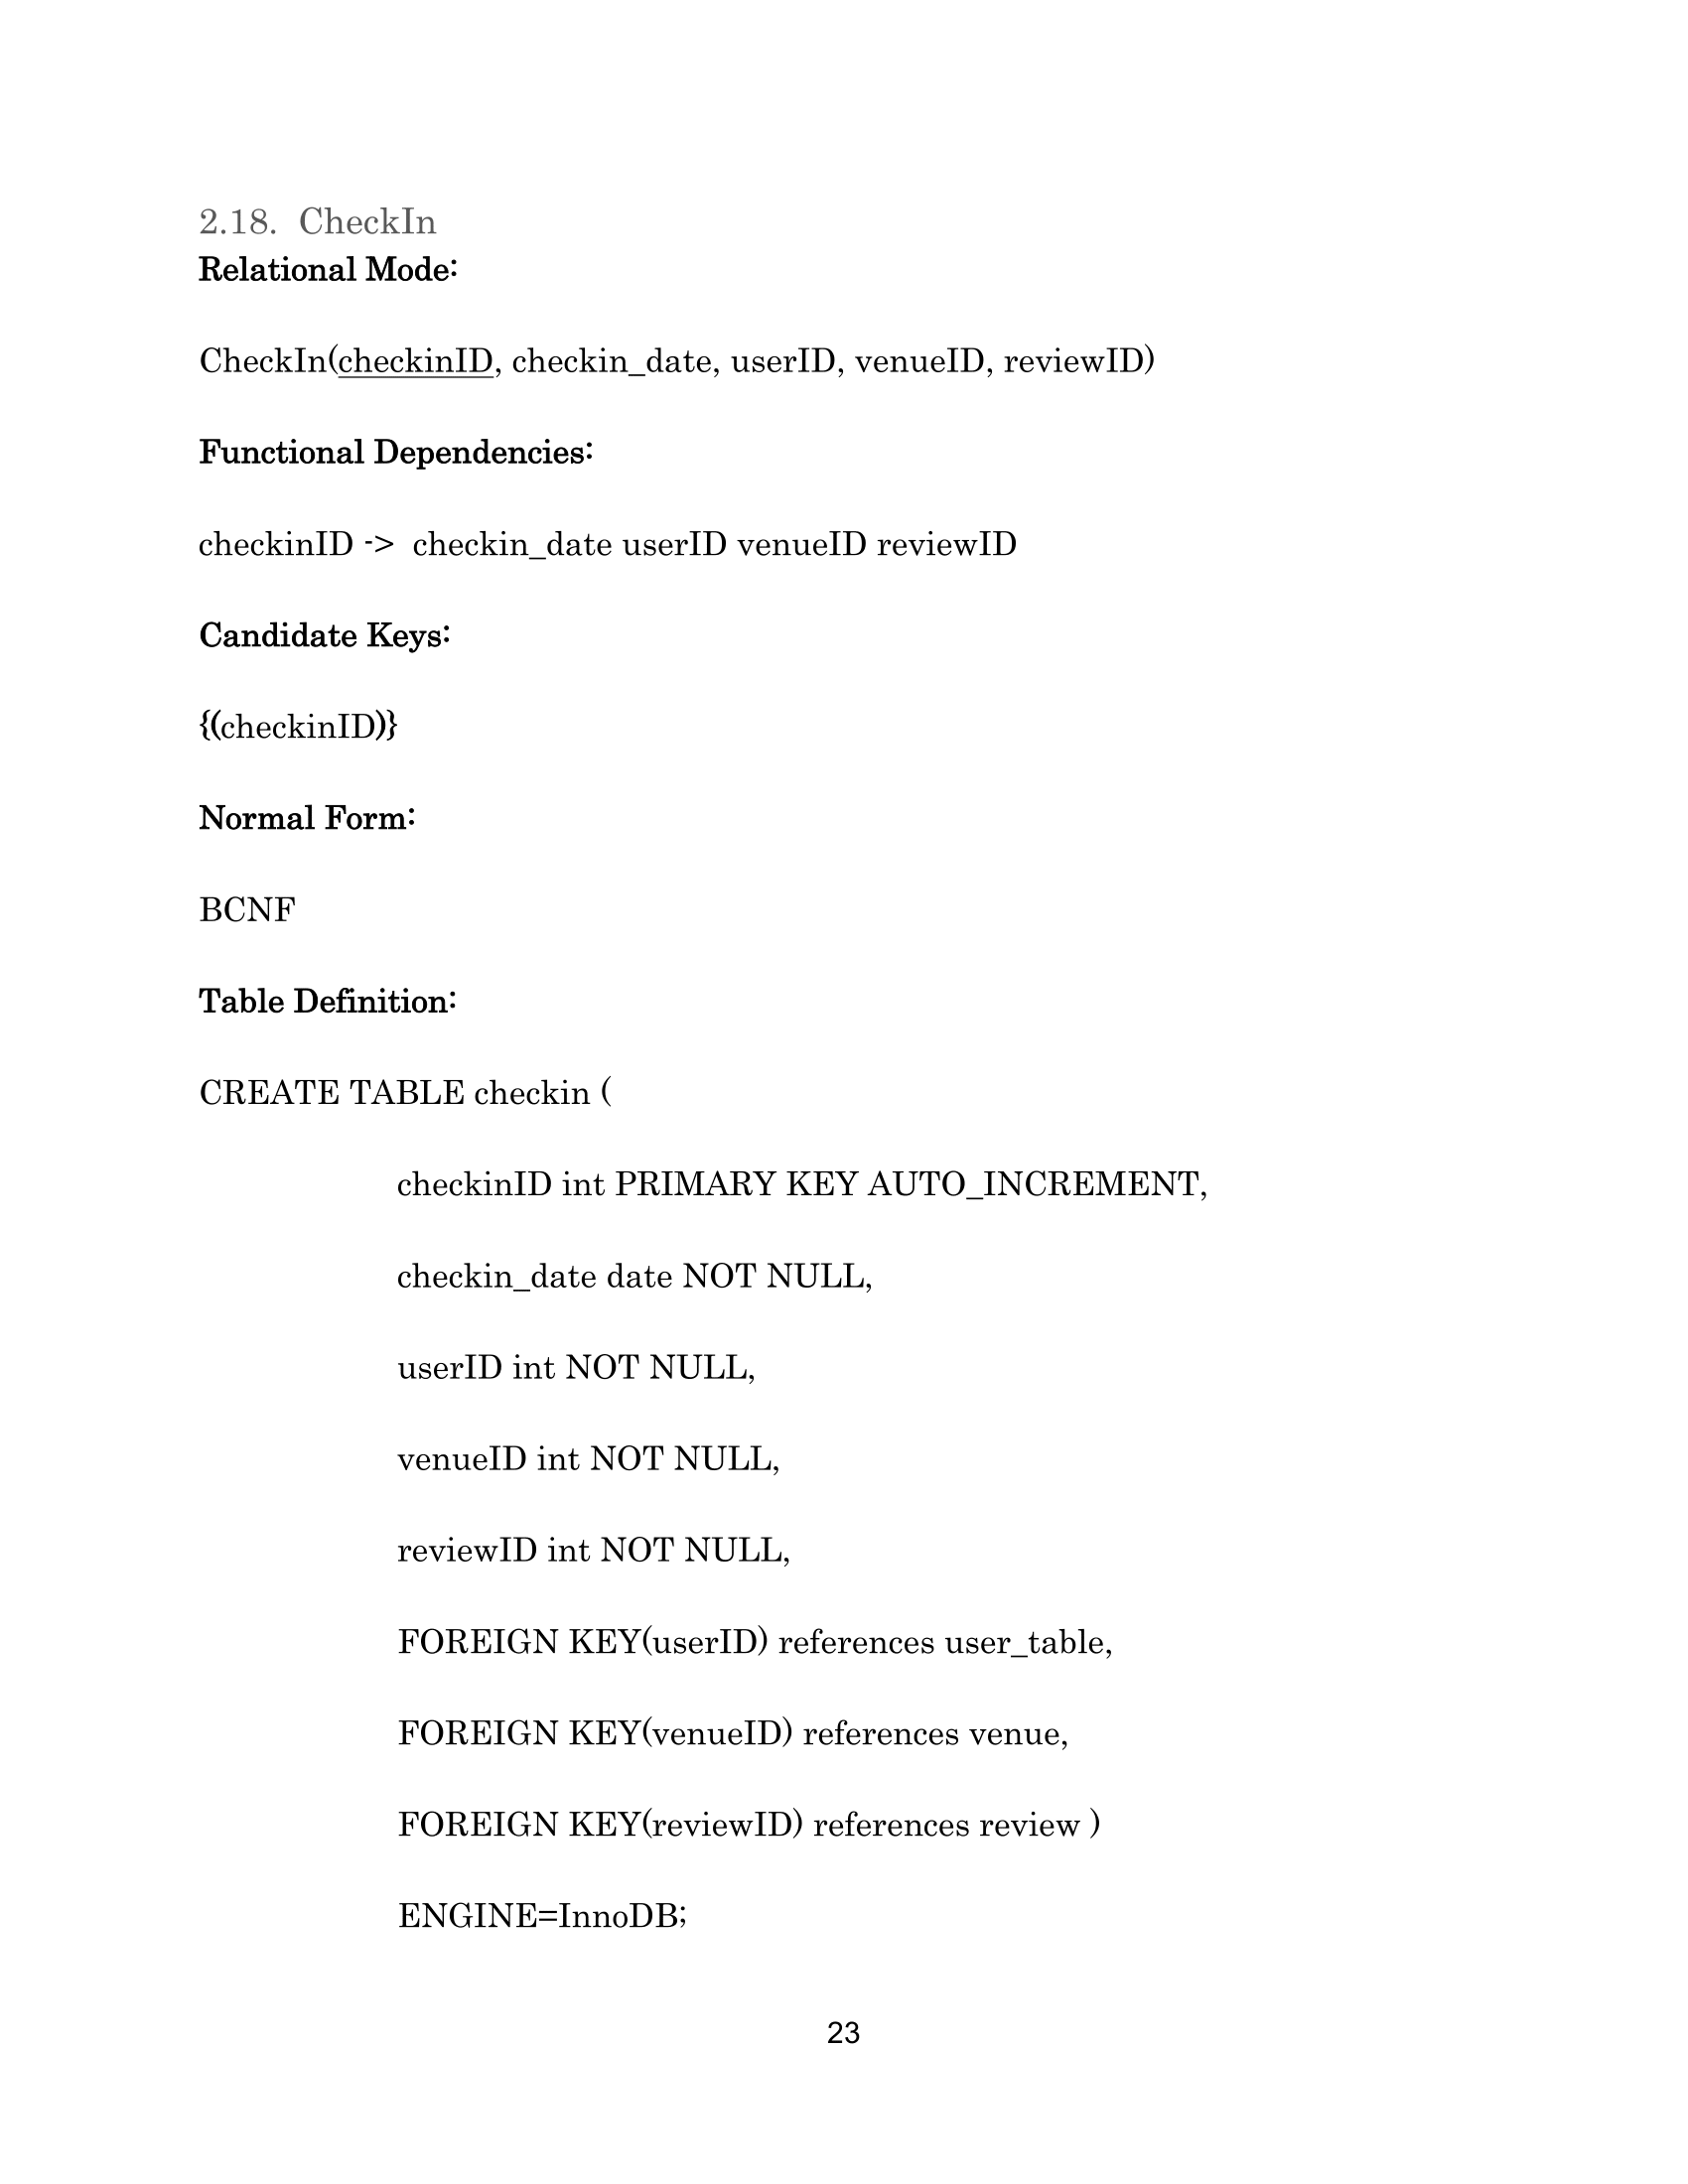 2.18.  CheckIn
Relational Mode:
CheckIn(checkinID, checkin_date, userID, venueID, reviewID)
Functional Dependencies:
checkinID ->  checkin_date userID venueID reviewID
Candidate Keys:
{(checkinID)}
Normal Form:
BCNF
Table Definition:
CREATE TABLE checkin (
checkinID int PRIMARY KEY AUTO_INCREMENT,
checkin_date date NOT NULL,
userID int NOT NULL,
venueID int NOT NULL,
reviewID int NOT NULL,
FOREIGN KEY(userID) references user_table,
FOREIGN KEY(venueID) references venue,
FOREIGN KEY(reviewID) references review )
ENGINE=InnoDB;
23